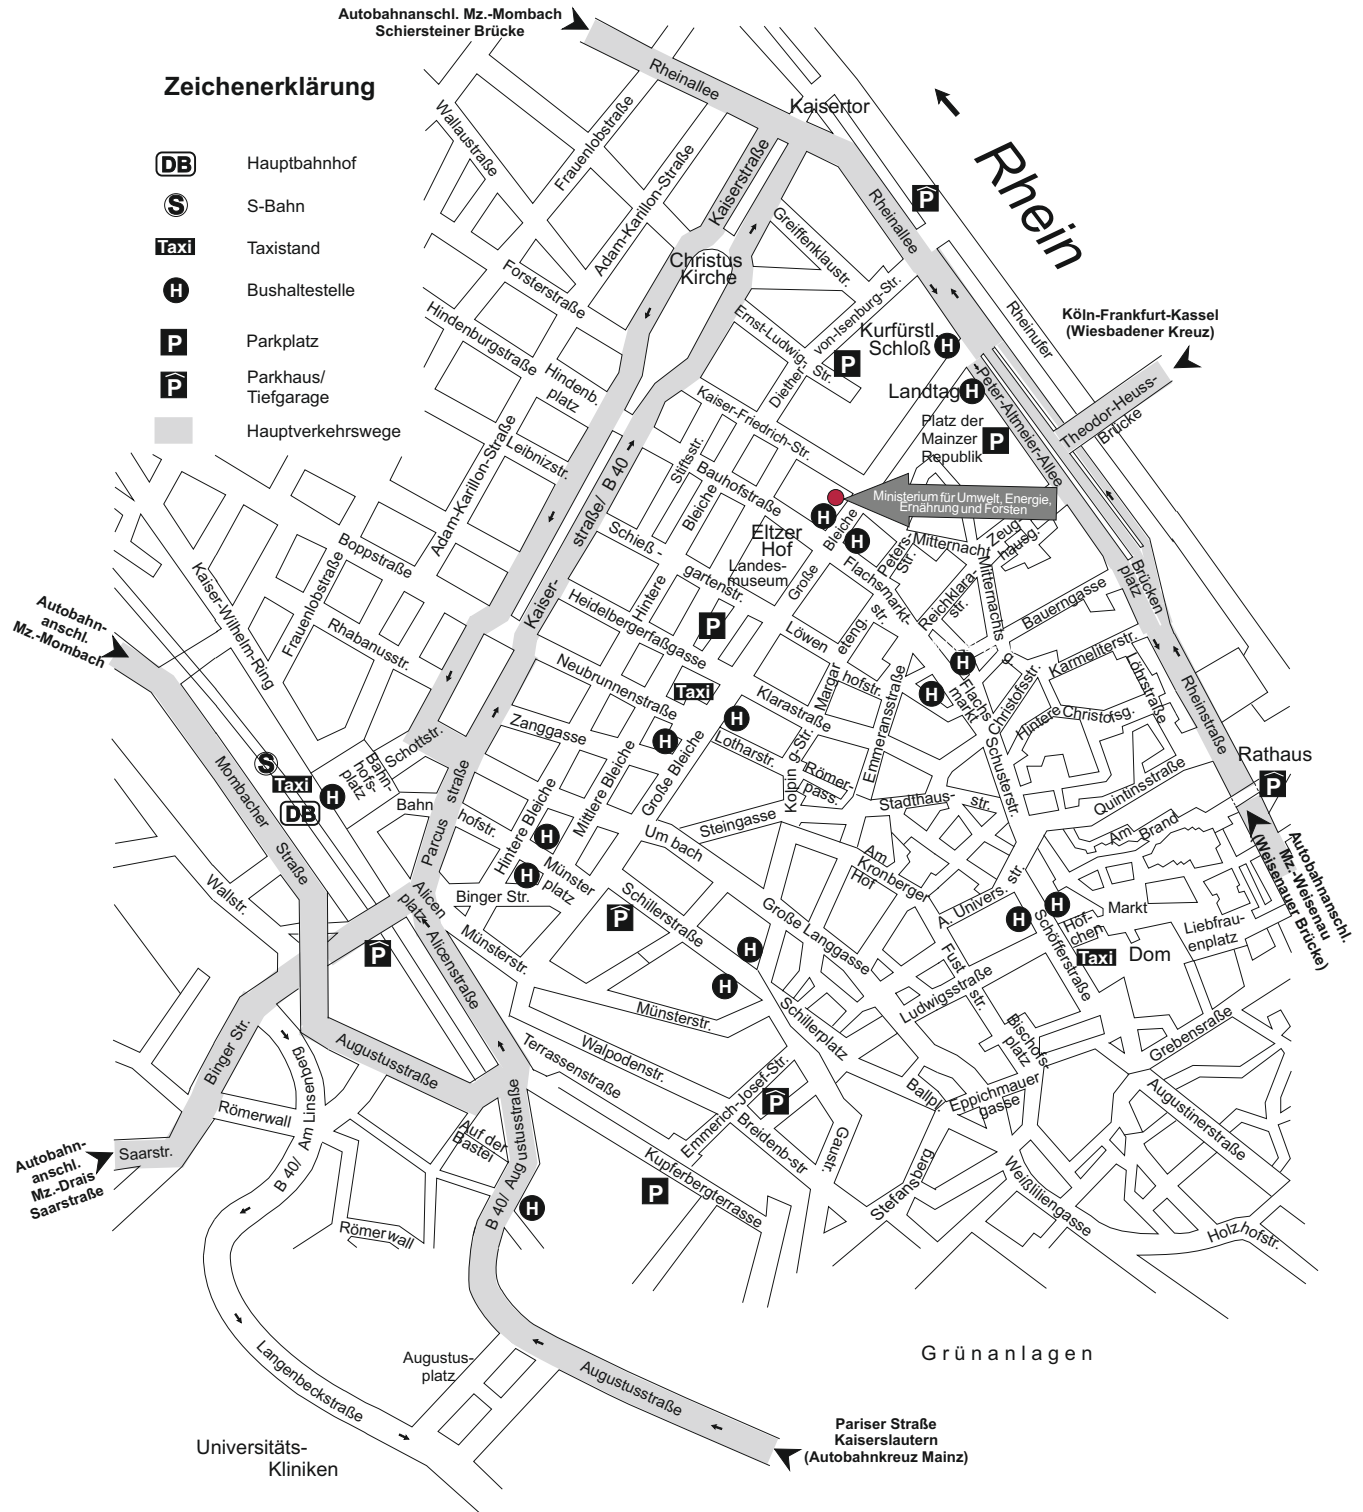 Autobahnanschl. Mz.-Mombach
Schiersteiner Brücke
Zeichenerklärung
DB Hauptbahnhof
S S-Bahn
Taxi Taxistand
H Bushaltestelle
P Parkplatz
P Parkhaus/
Tiefgarage
Hauptverkehrswege
Rheinallee
Kaisertor
Rhein
Wallaustraße
Frauenlobstraße
Adam-Karillon-Straße
Kaiserstraße
Greiffenklaustr.
Rheinallee
P
Christus
Kirche
Forsterstraße
Hindenburgstraße
Hindenb.
platz
Ernst-Ludwig-
Str.
Diether-
von-Isenburg-Str.
Kurfürstl.
Schloß
H
P
Rheinufer
Köln-Frankfurt-Kassel
(Wiesbadener Kreuz)
Landtag
H
Peter-Altmeier-Allee
Theodor-Heuss-
Brücke
Platz der
Mainzer
Republik
P
Kaiser-Friedrich-Str.
Leibnizstr.
Adam-Karillon-Straße
Stiftsstr.
Bauhofstraße
Bleiche
Kaiser-
straße/ B 40
Ministerium für Umwelt, Energie,
Ernährung und Forsten
H
Eltzer
Hof
Bleiche
H
Landes-
museum
Große
Schieß-
gartenstr.
Hintere
Mitternacht
Zeug-
hausg.
Peters-
Str.
Flachsmarkt-
str.
Reichklara-
str.
Mitternachts
g.
Bauerngasse
Brücken
platz
Boppstraße
Kaiser-Wilhelm-Ring
Frauenlobstraße
Rhabanusstr.
Autobahn-
anschl.
Mz.-Mombach
Heidelbergerfaßgasse
P
Löwen
hofstr.
Margar
eteng.
Karmeliterstr.
Löhrstraße
Rheinstraße
H
Flachs
markt
H
Christofsstr.
Hintere Christofsg.
Neubrunnenstraße
Taxi
Klarastraße
Zanggasse
H
H
Lotharstr.
Große Bleiche
Mittlere Bleiche
Hintere Bleiche
Emmeransstraße
Kolpin g-Str.
Römer-
pass.
Schusterstr.
Stadthaus-
str.
Quintinsstraße
Rathaus
P
Schottstr.
Bahn-
hofs-
platz
S
Taxi
H
DB
Mombacher
Straße
Bahn
hofstr.
Parcus
straße
Steingasse
Um bach
H
H
Münster
platz
Binger Str.
Am
Kronberger
Hof
Am Brand
Autobahnanschl.
Mz.-Weisenau
(Weisenauer Brücke)
Wallstr.
Alicen
platz
Alicenstraße
Münsterstr.
P
Schillerstraße
P
Große Langgasse
A. Univers. str.
H
H
Höf-
chen
Markt
Liebfrau-
enplatz
Taxi
Dom
Schöfferstraße
Fust
str.
H
H
Münsterstr.
Ludwigsstraße
Schillerplatz
Bischofs-
platz
Grebenstraße
Binger Str.
Am Linsenberg
Augustusstraße
Terrassenstraße
Walpodenstr.
Emmerich-Josef-Str.
P
Breidenb-str
Gaustr.
Ballpl.
Eppichmauer
gasse
Augustinerstraße
Römerwall
Auf der
Bastei
Saarstr.
Autobahn-
anschl.
Mz.-Drais
Saarstraße
B 40/
B 40/ Aug ustusstraße
H
Kupferbergterrasse
P
Stefansberg
Weißliliengasse
Holzhofstr.
Römerwall
Langenbeckstraße
Augustus-
platz
Augustusstraße
Grünanlagen
Universitäts-
Kliniken
Pariser Straße
Kaiserslautern
(Autobahnkreuz Mainz)